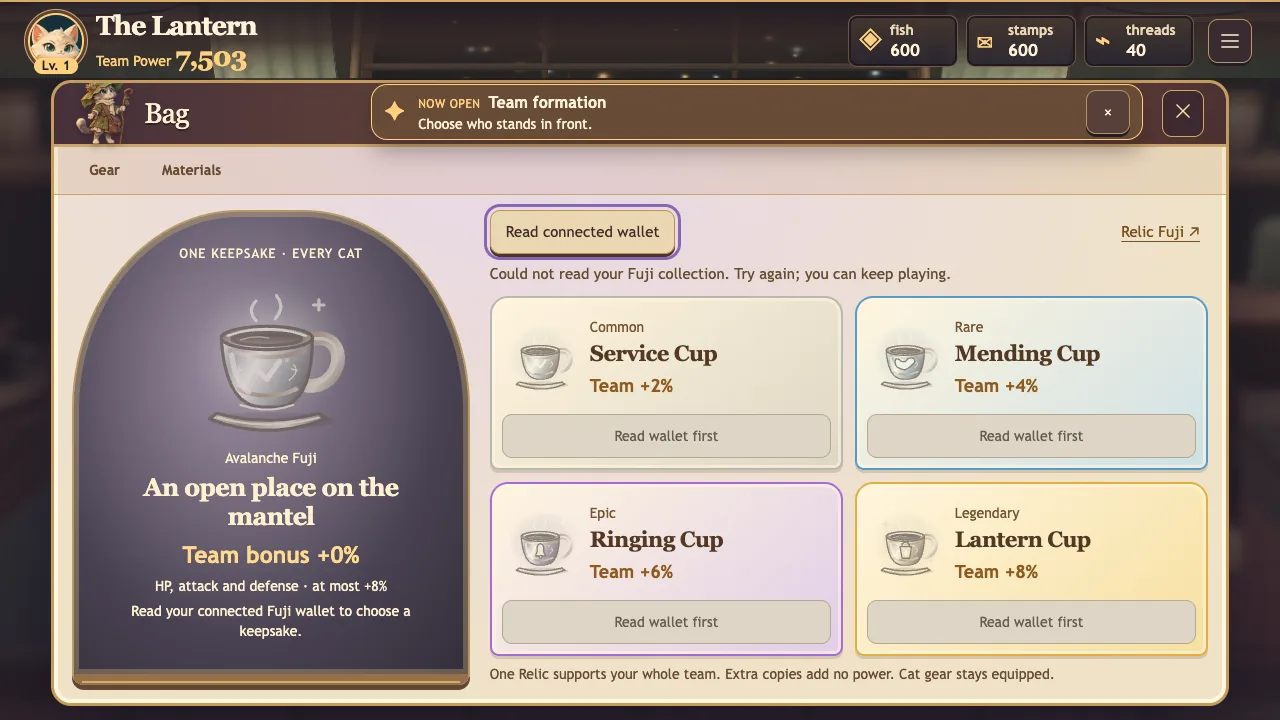 The Lantern
Lv. 1
Team Power 7,503
fish
600
stamps
600
threads
40
Bag
NOW OPEN Team formation
Choose who stands in front.
Gear
Materials
ONE KEEPSAKE · EVERY CAT
Avalanche Fuji
An open place on the
mantel
Team bonus +0%
HP, attack and defense · at most +8%
Read your connected Fuji wallet to choose a
keepsake.
Read connected wallet
Relic Fuji ↗
Could not read your Fuji collection. Try again; you can keep playing.
Common
Service Cup
Team +2%
Read wallet first
Rare
Mending Cup
Team +4%
Read wallet first
Epic
Ringing Cup
Team +6%
Read wallet first
Legendary
Lantern Cup
Team +8%
Read wallet first
One Relic supports your whole team. Extra copies add no power. Cat gear stays equipped.